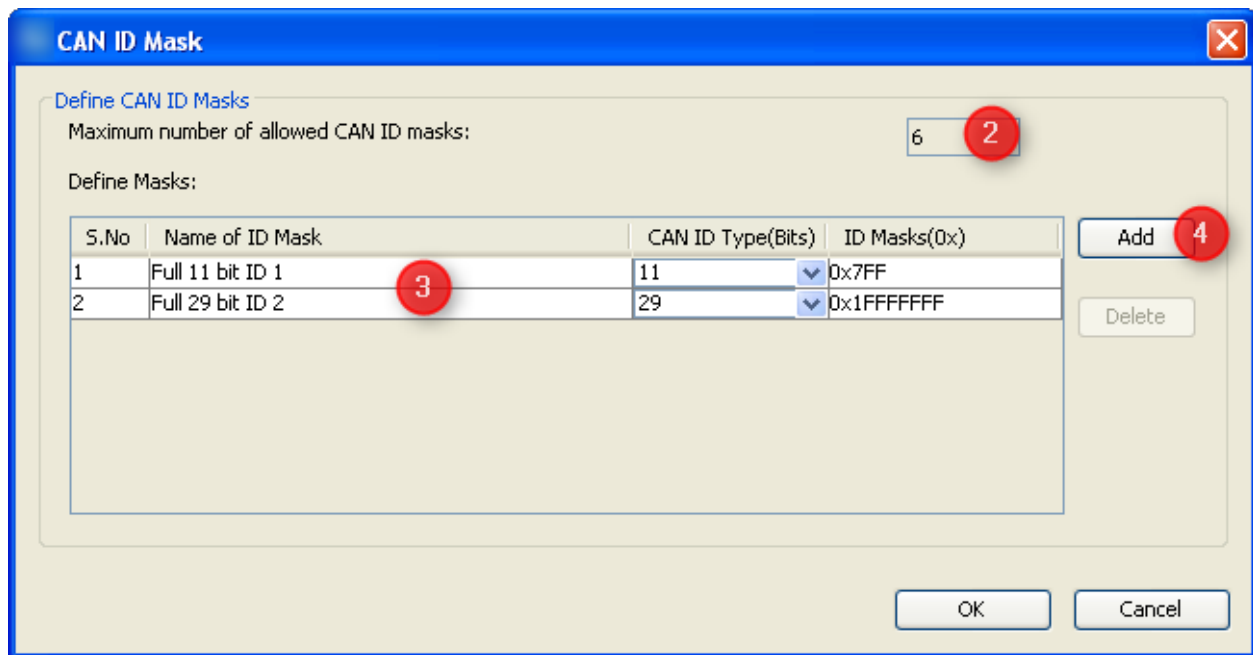 CAN ID Mask
Define CAN ID Masks
Maximum number of allowed CAN ID masks: 6 2
Define Masks:
S.No Name of ID Mask CAN ID Type(Bits) ID Masks(0x) Add 4
1 Full 11 bit ID 1 11 0x7FF
3
2 Full 29 bit ID 2 29 0x1FFFFFFF
Delete
OK Cancel